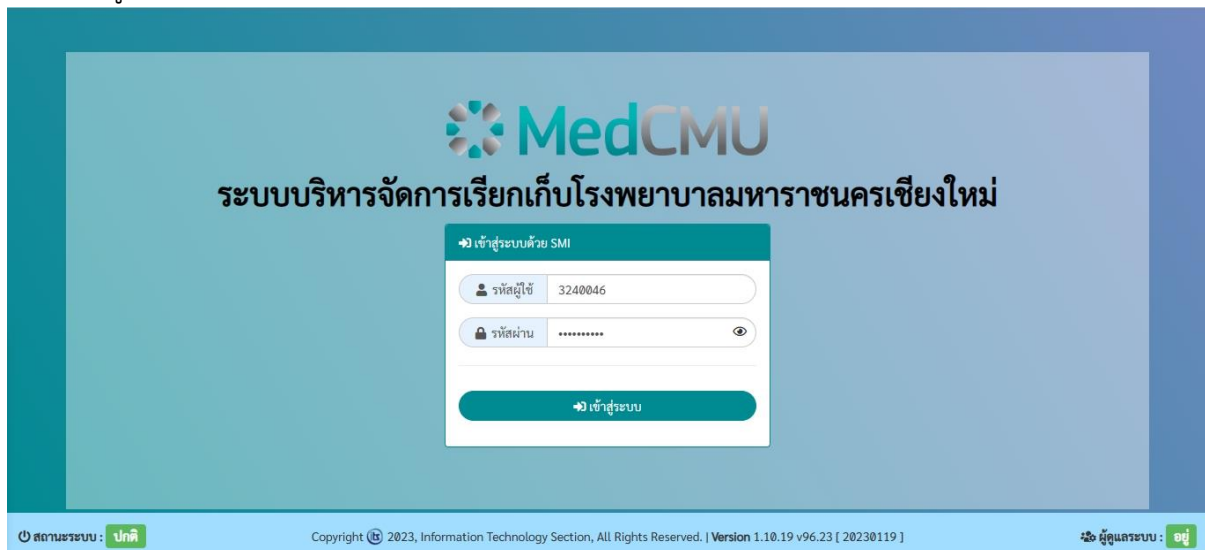 MedCMU
ระบบบริหารจัดการเรียกเก็บโรงพยาบาลมหาราชนครเชียงใหม่
เข้าสู่ระบบด้วย SMI
รหัสผู้ใช้ 3240046
รหัสผ่าน ••••••••••
เข้าสู่ระบบ
สถานะระบบ : ปกติ
Copyright its 2023, Information Technology Section, All Rights Reserved. | Version 1.10.19 v96.23 [ 20230119 ]
ผู้ดูแลระบบ : อยู่